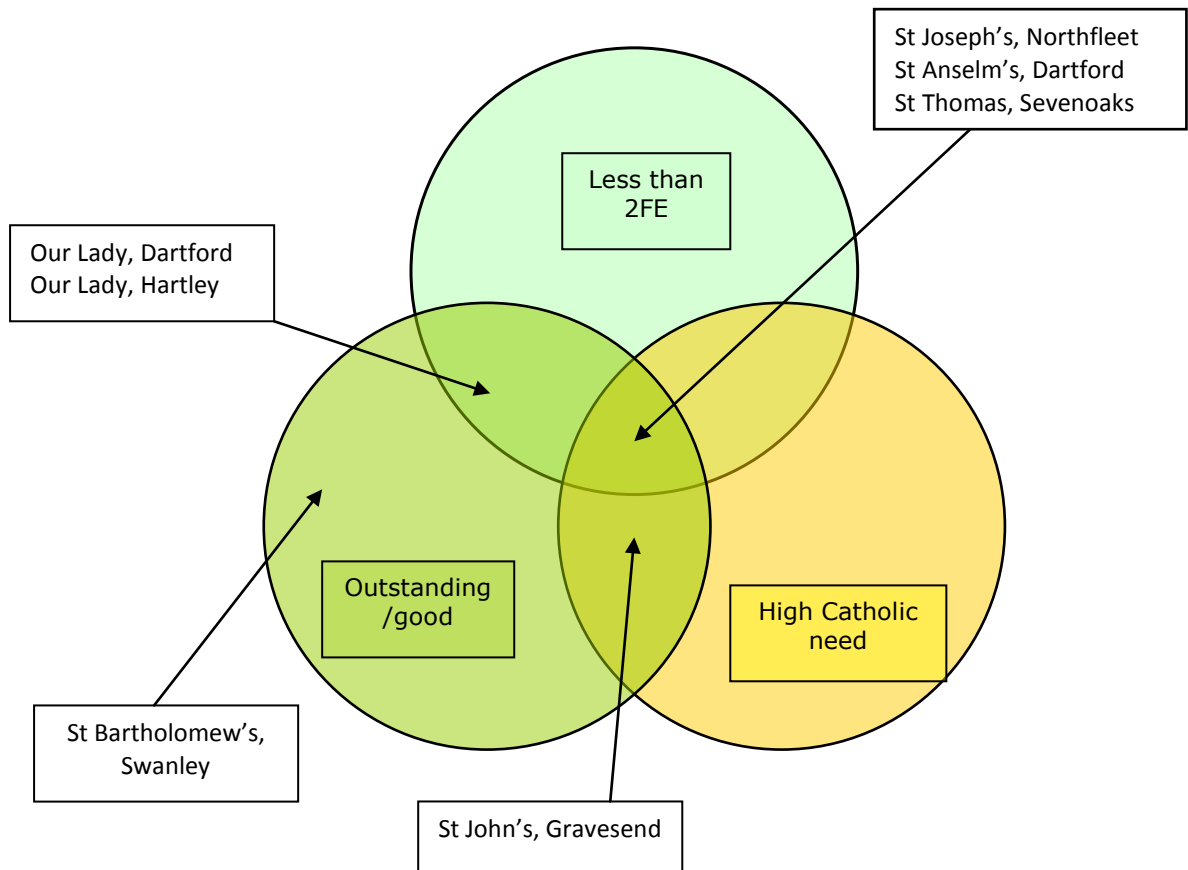 St Joseph’s, Northfleet
St Anselm’s, Dartford
St Thomas, Sevenoaks
Less than
2FE
Our Lady, Dartford
Our Lady, Hartley
Outstanding
/good
High Catholic
need
St Bartholomew’s,
Swanley
St John’s, Gravesend